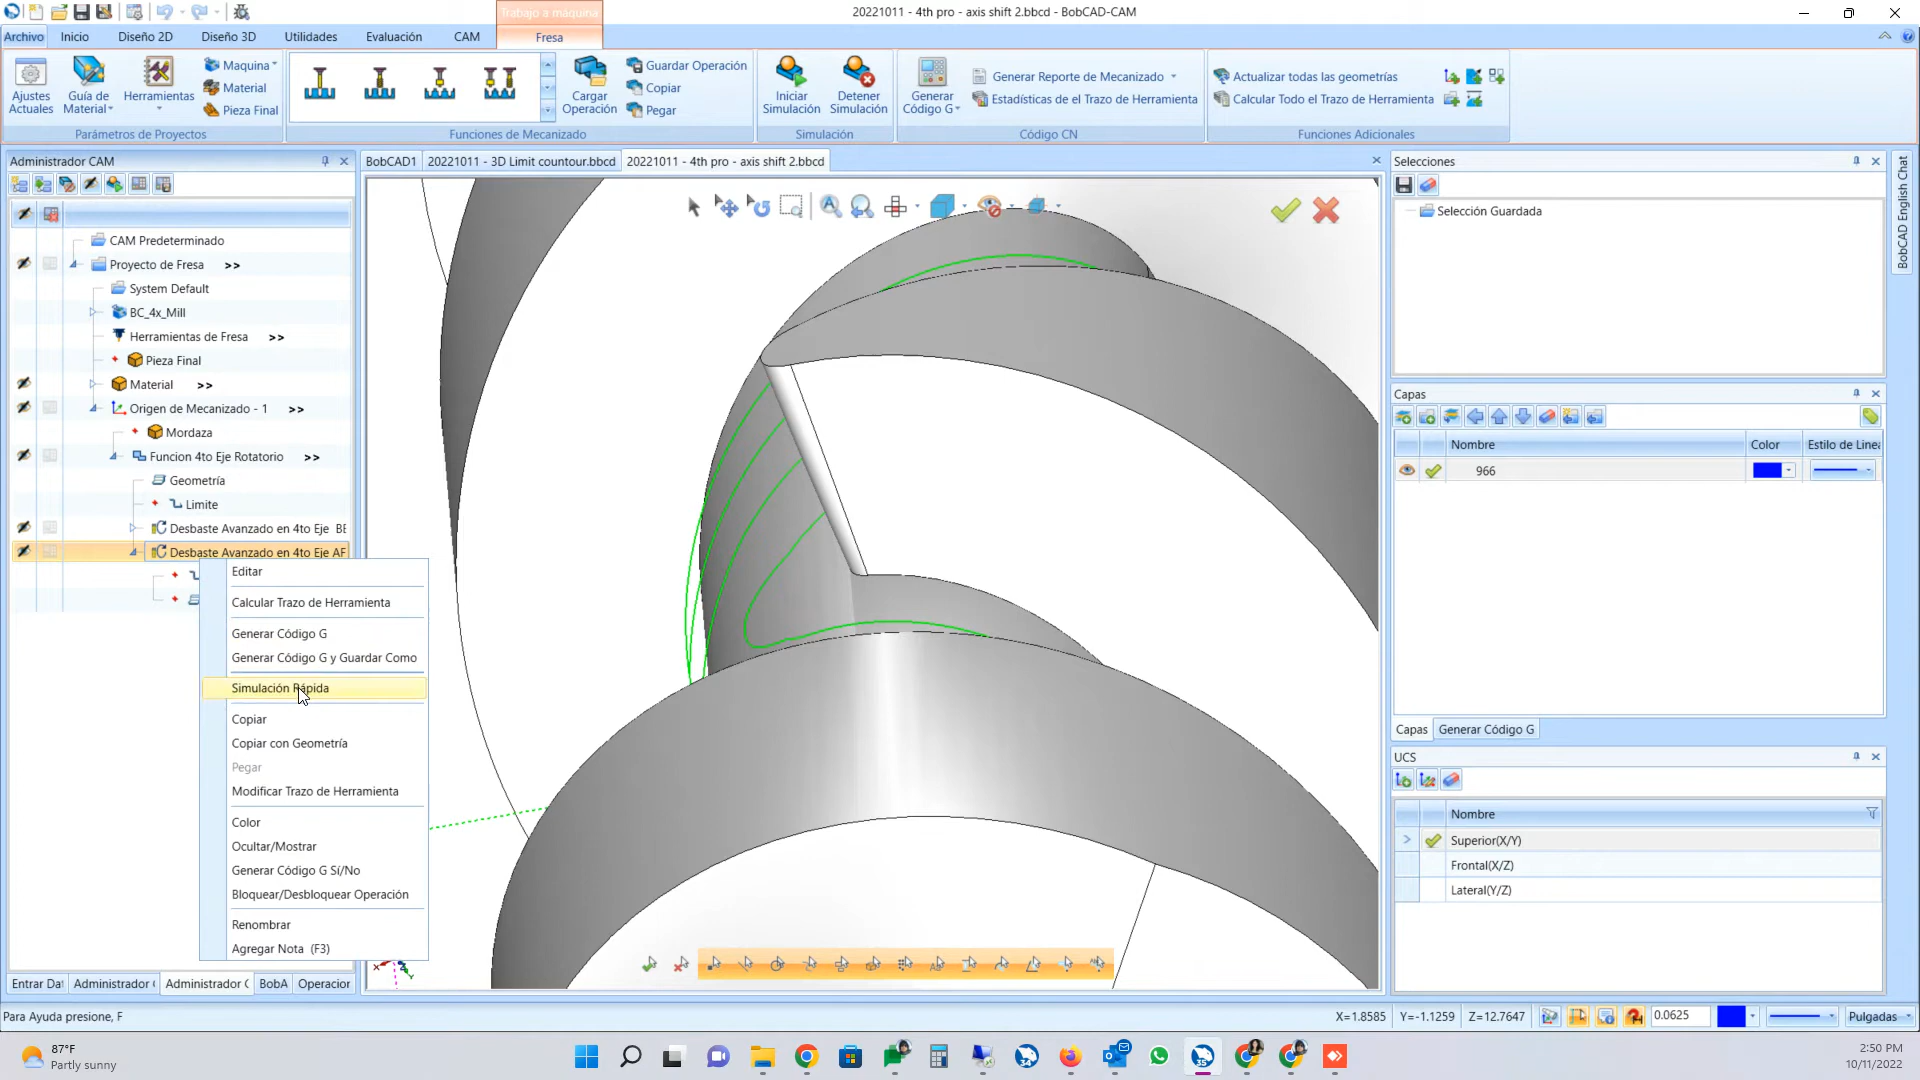 20221011 - 4th pro - axis shift 2.bbcd - BobCAD-CAM
Trabajo a máquina
Archivo Inicio Diseño 2D Diseño 3D Utilidades Evaluación CAM Fresa
Ajustes Actuales
Guía de Material
Herramientas
Maquina
Material
Pieza Final
Parámetros de Proyectos
Cargar Operación
Guardar Operación
Copiar
Pegar
Funciones de Mecanizado
Iniciar Simulación
Detener Simulación
Simulación
Generar Código G
Generar Reporte de Mecanizado
Estadísticas de el Trazo de Herramienta
Código CN
Actualizar todas las geometrías
Calcular Todo el Trazo de Herramienta
Funciones Adicionales
Administrador CAM
BobCAD1 20221011 - 3D Limit countour.bbcd 20221011 - 4th pro - axis shift 2.bbcd
CAM Predeterminado
Proyecto de Fresa >>
System Default
BC_4x_Mill
Herramientas de Fresa >>
Pieza Final
Material >>
Origen de Mecanizado - 1 >>
Mordaza
Funcion 4to Eje Rotatorio >>
Geometría
Limite
Desbaste Avanzado en 4to Eje BE
Desbaste Avanzado en 4to Eje AF
Editar
Calcular Trazo de Herramienta
Generar Código G
Generar Código G y Guardar Como
Simulación Rápida
Copiar
Copiar con Geometría
Pegar
Modificar Trazo de Herramienta
Color
Ocultar/Mostrar
Generar Código G Sí/No
Bloquear/Desbloquear Operación
Renombrar
Agregar Nota (F3)
Entrar Dat Administrador ( Administrador C BobA Operacior
Selecciones
Selección Guardada
Capas
Nombre Color Estilo de Linea
966
Capas Generar Código G
UCS
Nombre
Superior(X/Y)
Frontal(X/Z)
Lateral(Y/Z)
BobCAD English Chat
Para Ayuda presione, F
X=1.8585 Y=-1.1259 Z=12.7647 0.0625 Pulgadas
87°F
Partly sunny
2:50 PM
10/11/2022